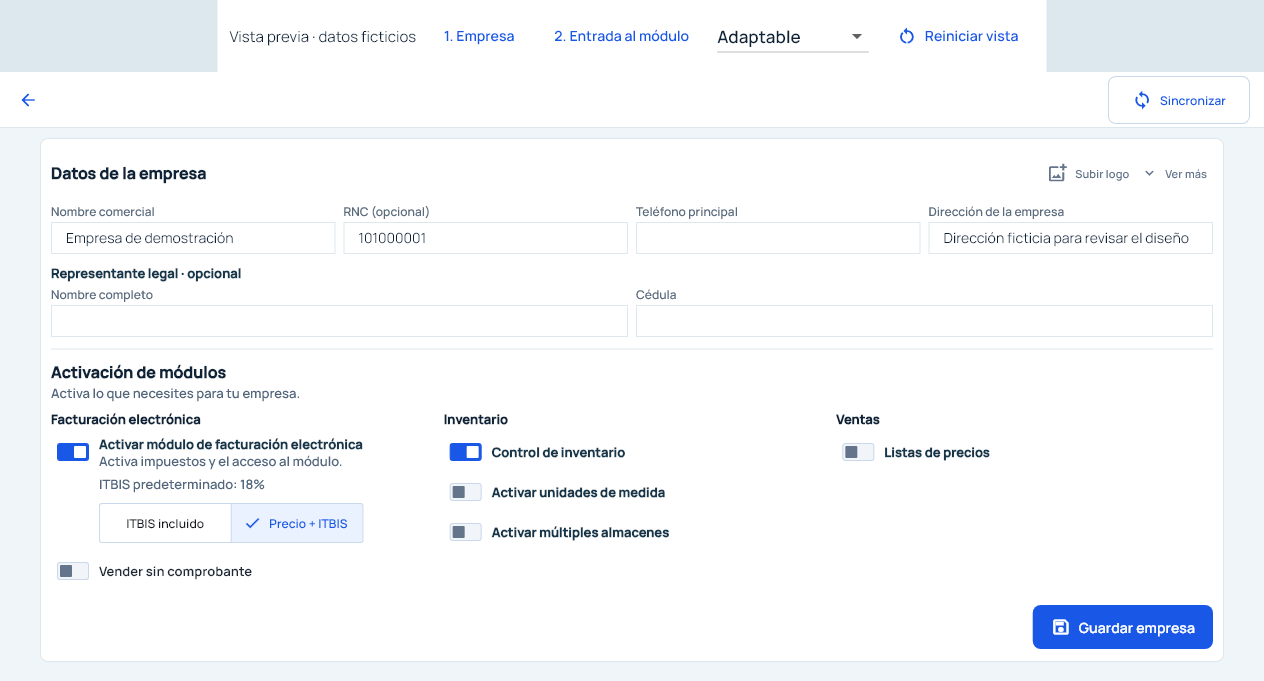 Vista previa · datos ficticios 1. Empresa 2. Entrada al módulo Adaptable Reiniciar vista
Sincronizar
Datos de la empresa Subir logo Ver más
Nombre comercial RNC (opcional) Teléfono principal Dirección de la empresa
Empresa de demostración 101000001 Dirección ficticia para revisar el diseño
Representante legal · opcional
Nombre completo Cédula
Activación de módulos
Activa lo que necesites para tu empresa.
Facturación electrónica Inventario Ventas
Activar módulo de facturación electrónica Control de inventario Listas de precios
Activa impuestos y el acceso al módulo.
ITBIS predeterminado: 18% Activar unidades de medida
ITBIS incluido Precio + ITBIS Activar múltiples almacenes
Vender sin comprobante
Guardar empresa